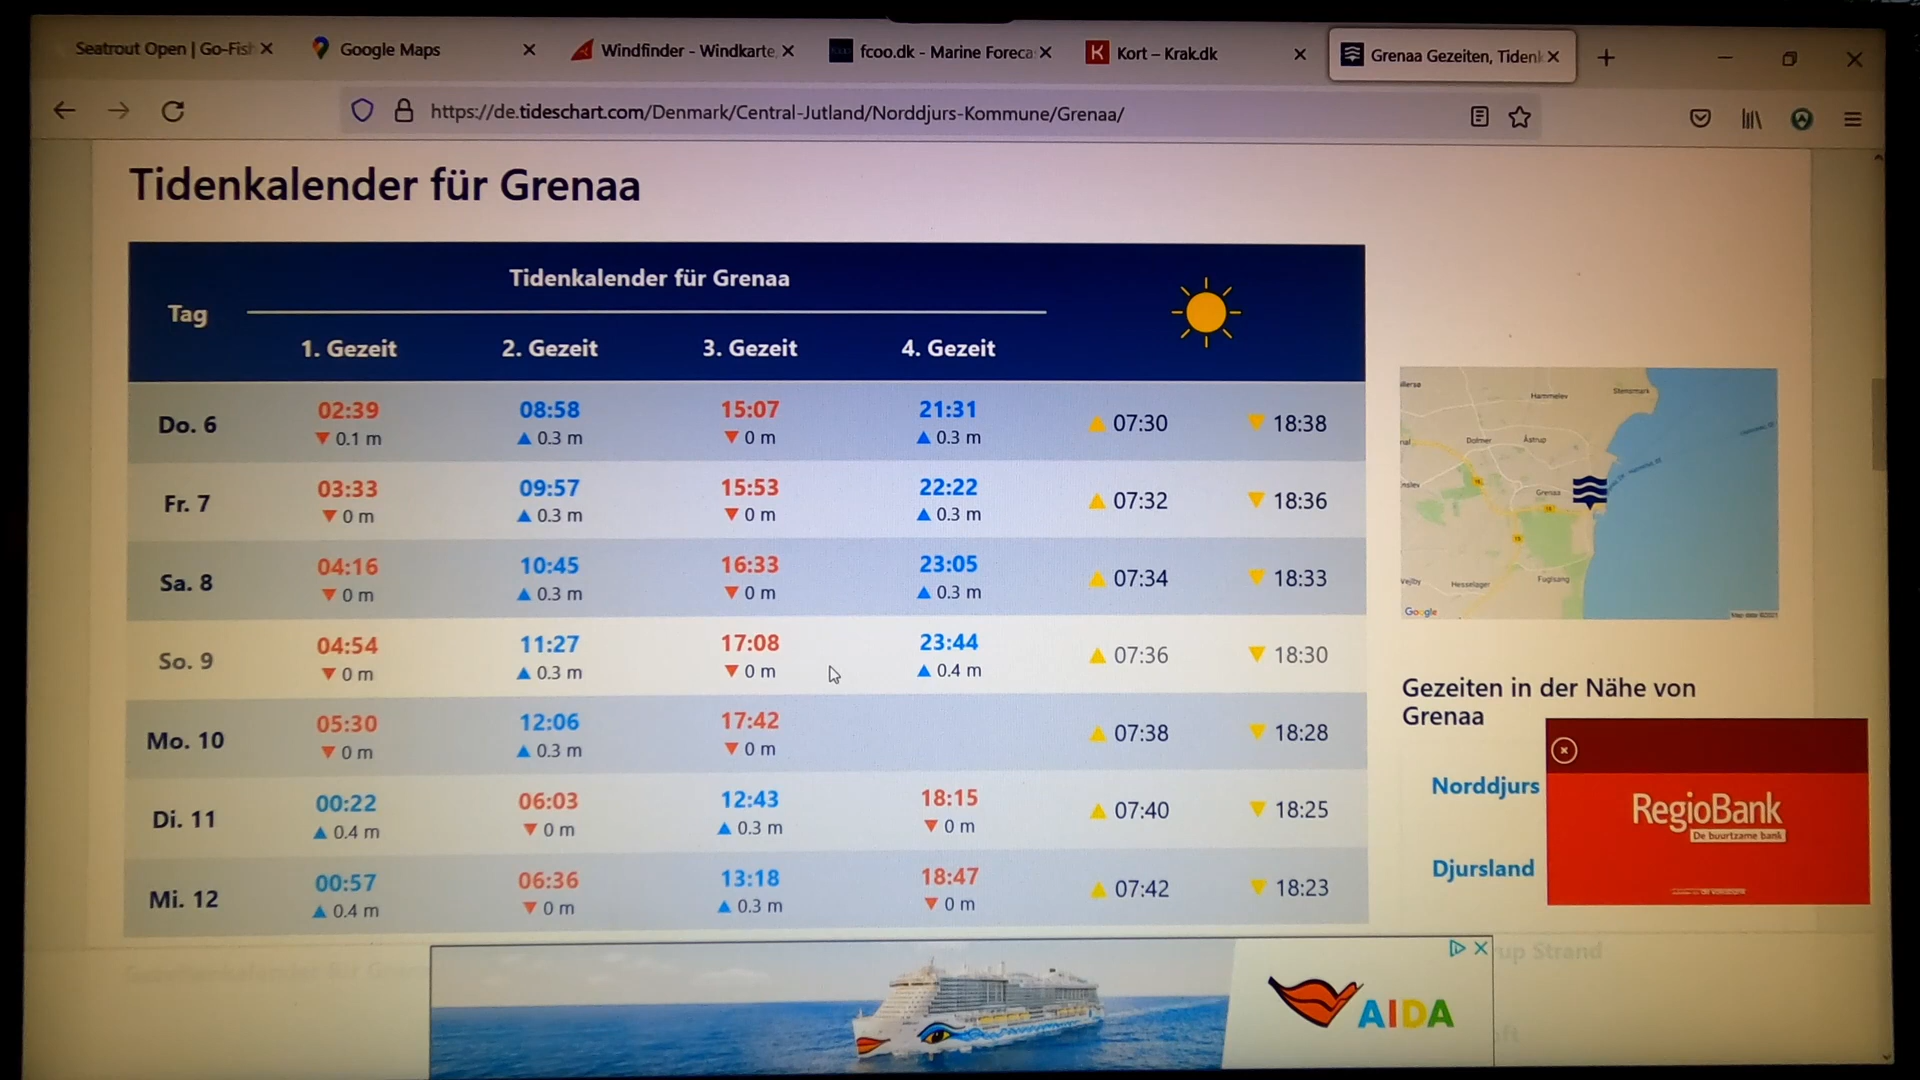 Seatrout Open | Go-Fish
Google Maps
Windfinder - Windkarte,
fcoo.dk - Marine Foreca
Kort – Krak.dk
Grenaa Gezeiten, Tiden
https://de.tideschart.com/Denmark/Central-Jutland/Norddjurs-Kommune/Grenaa/
Tidenkalender für Grenaa
Tidenkalender für Grenaa
Tag
1. Gezeit 2. Gezeit 3. Gezeit 4. Gezeit
Do. 6
02:39 08:58 15:07 21:31
▼ 0.1 m ▲ 0.3 m ▼ 0 m ▲ 0.3 m
▲ 07:30 ▼ 18:38
Fr. 7
03:33 09:57 15:53 22:22
▼ 0 m ▲ 0.3 m ▼ 0 m ▲ 0.3 m
▲ 07:32 ▼ 18:36
Sa. 8
04:16 10:45 16:33 23:05
▼ 0 m ▲ 0.3 m ▼ 0 m ▲ 0.3 m
▲ 07:34 ▼ 18:33
So. 9
04:54 11:27 17:08 23:44
▼ 0 m ▲ 0.3 m ▼ 0 m ▲ 0.4 m
▲ 07:36 ▼ 18:30
Mo. 10
05:30 12:06 17:42
▼ 0 m ▲ 0.3 m ▼ 0 m
▲ 07:38 ▼ 18:28
Di. 11
00:22 06:03 12:43 18:15
▲ 0.4 m ▼ 0 m ▲ 0.3 m ▼ 0 m
▲ 07:40 ▼ 18:25
Mi. 12
00:57 06:36 13:18 18:47
▲ 0.4 m ▼ 0 m ▲ 0.3 m ▼ 0 m
▲ 07:42 ▼ 18:23
Hammelev
Dolmer
Åstrup
Grenaa
Hesselager
Fuglsang
Vejlby
Google
Gezeiten in der Nähe von
Grenaa
Norddjurs
Djursland
RegioBank
De buurtzame bank
up Strand
AIDA